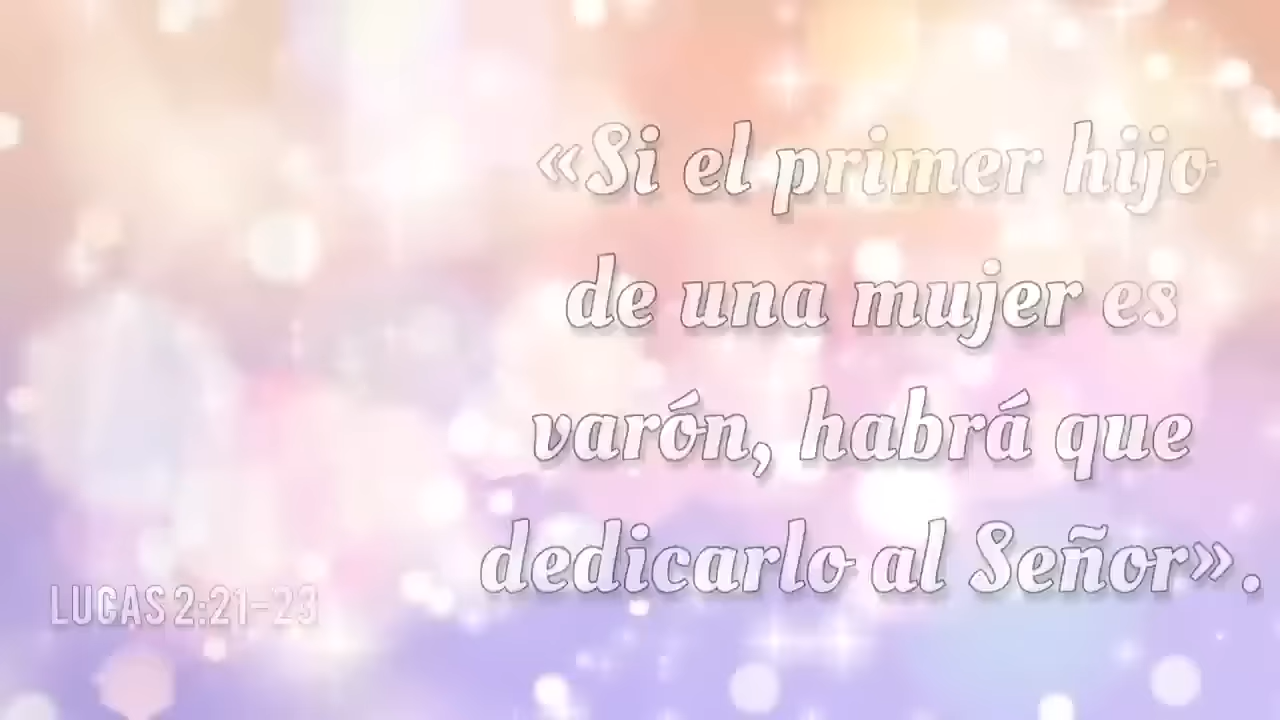 «Si el primer hijo
de una mujer es
varón, habrá que
dedicarlo al Señor».
LUCAS 2:21-23